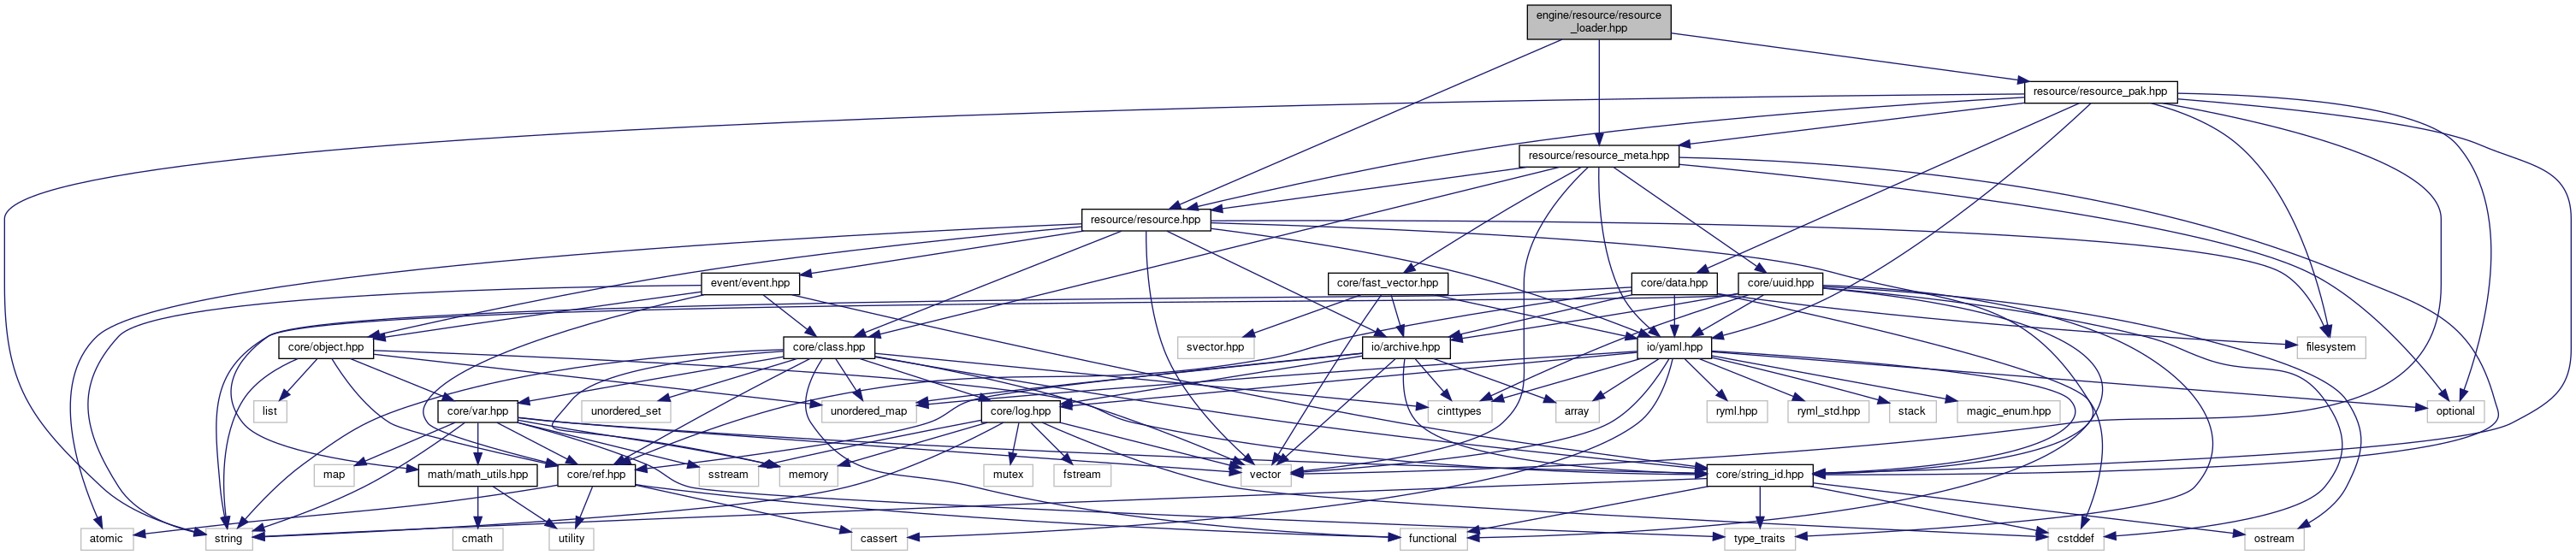 engine/resource/resource
_loader.hpp
resource/resource_pak.hpp
resource/resource_meta.hpp
resource/resource.hpp
event/event.hpp
core/fast_vector.hpp
core/data.hpp
core/uuid.hpp
core/object.hpp
core/class.hpp
svector.hpp
io/archive.hpp
io/yaml.hpp
filesystem
list
core/var.hpp
unordered_set
unordered_map
core/log.hpp
cinttypes
array
ryml.hpp
ryml_std.hpp
stack
magic_enum.hpp
optional
map
math/math_utils.hpp
core/ref.hpp
sstream
memory
mutex
fstream
vector
core/string_id.hpp
atomic
string
cmath
utility
cassert
functional
type_traits
cstddef
ostream